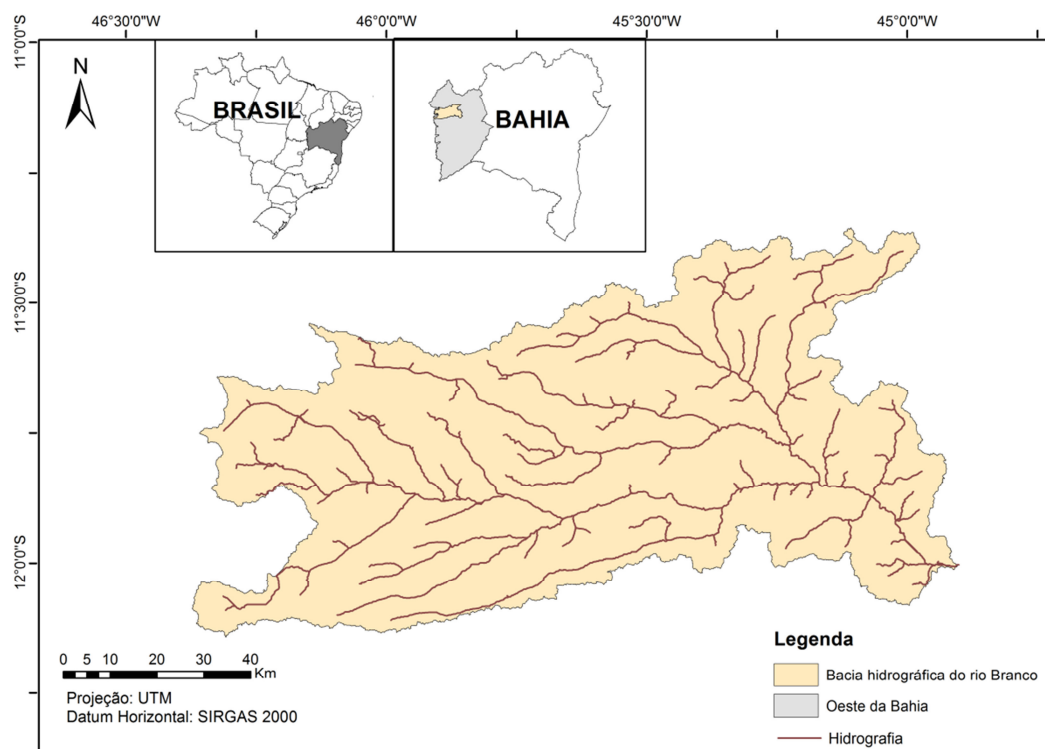 46°30'0"W 46°0'0"W 45°30'0"W 45°0'0"W
11°0'0"S
N
BRASIL
BAHIA
11°30'0"S
12°0'0"S
0 5 10 20 30 40
Km
Projeção: UTM
Datum Horizontal: SIRGAS 2000
Legenda
Bacia hidrográfica do rio Branco
Oeste da Bahia
Hidrografia